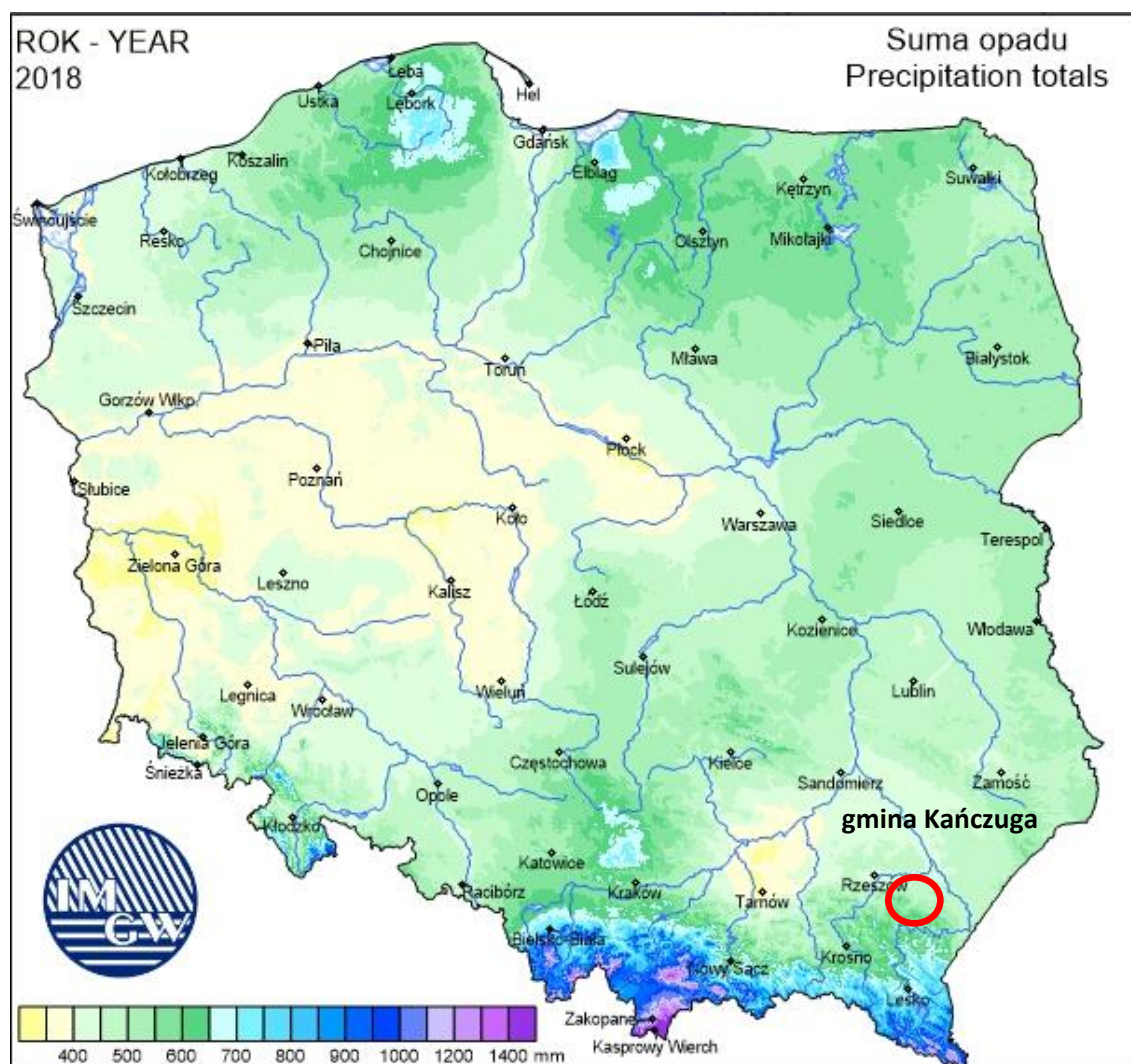 ROK - YEAR
2018
Suma opadu
Precipitation totals
Łeba
Hel
Ustka
Lębork
Gdańsk
Koszalin
Kołobrzeg
Elbląg
Kętrzyn
Suwałki
Świnoujście
Resko
Chojnice
Olsztyn
Mikołajki
Szczecin
Piła
Toruń
Mława
Białystok
Gorzów Wlkp.
Płock
Słubice
Poznań
Koło
Warszawa
Siedlce
Terespol
Zielona Góra
Leszno
Kalisz
Łódź
Kozienice
Włodawa
Sulejów
Legnica
Wrocław
Wieluń
Lublin
Jelenia Góra
Śnieżka
Częstochowa
Kielce
Sandomierz
Zamość
Opole
Kłodzko
gmina Kańczuga
Katowice
Racibórz
Kraków
Tarnów
Rzeszów
IM
G-W
Bielsko-Biała
Nowy Sącz
Krosno
Lesko
Zakopane
Kasprowy Wierch
400 500 600 700 800 900 1000 1200 1400 mm